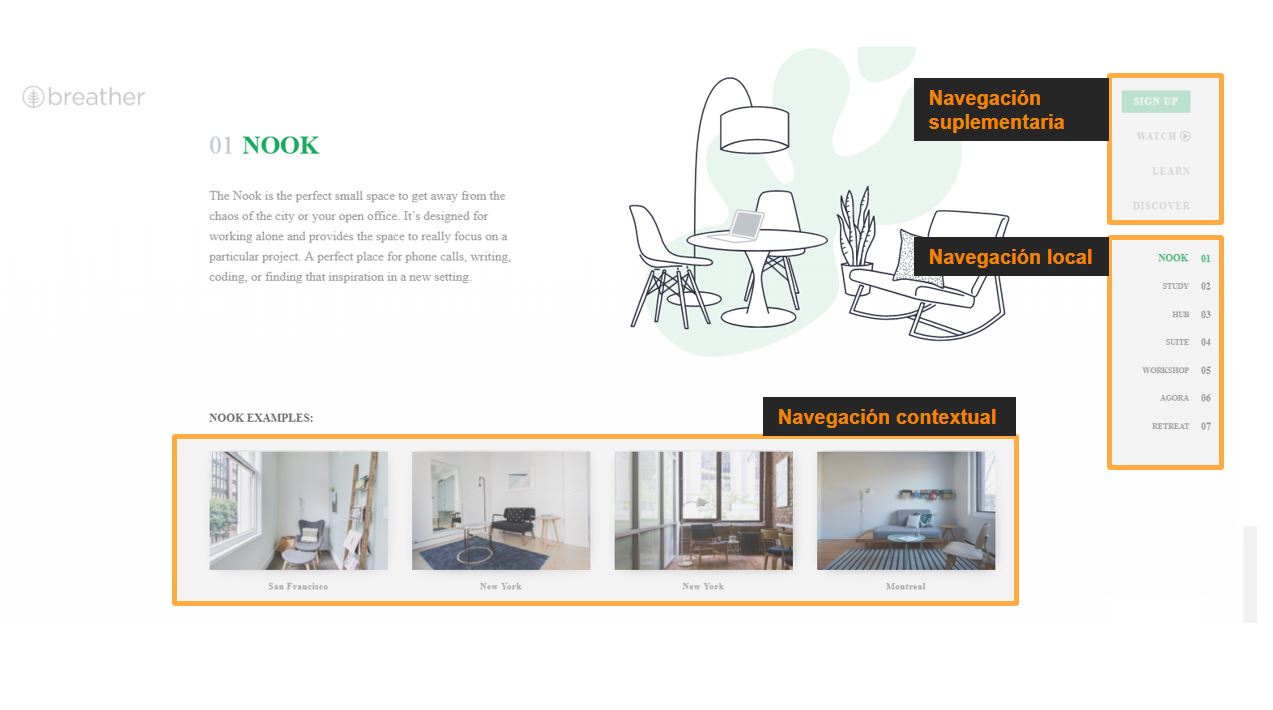 breather
01 NOOK
The Nook is the perfect small space to get away from the
chaos of the city or your open office. It's designed for
working alone and provides the space to really focus on a
particular project. A perfect place for phone calls, writing,
coding, or finding that inspiration in a new setting.
Navegación
suplementaria
SIGN UP
WATCH
LEARN
DISCOVER
Navegación local
NOOK 01
STUDY 02
HUB 03
SUITE 04
WORKSHOP 05
AGORA 06
RETREAT 07
NOOK EXAMPLES:
Navegación contextual
San Francisco
New York
New York
Montreal